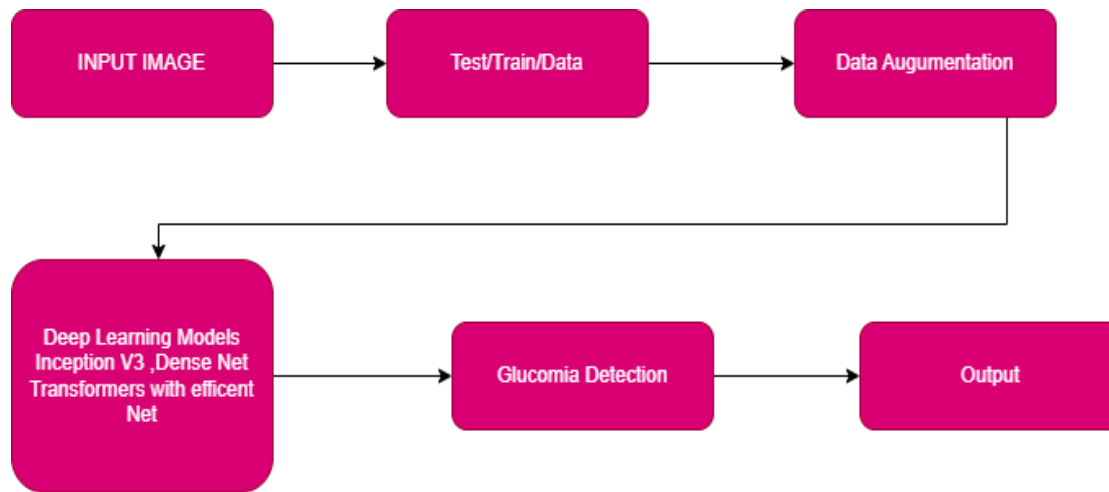 INPUT IMAGE
Test/Train/Data
Data Augumentation
Deep Learning Models
Inception V3 ,Dense Net
Transformers with efficent
Net
Glucomia Detection
Output